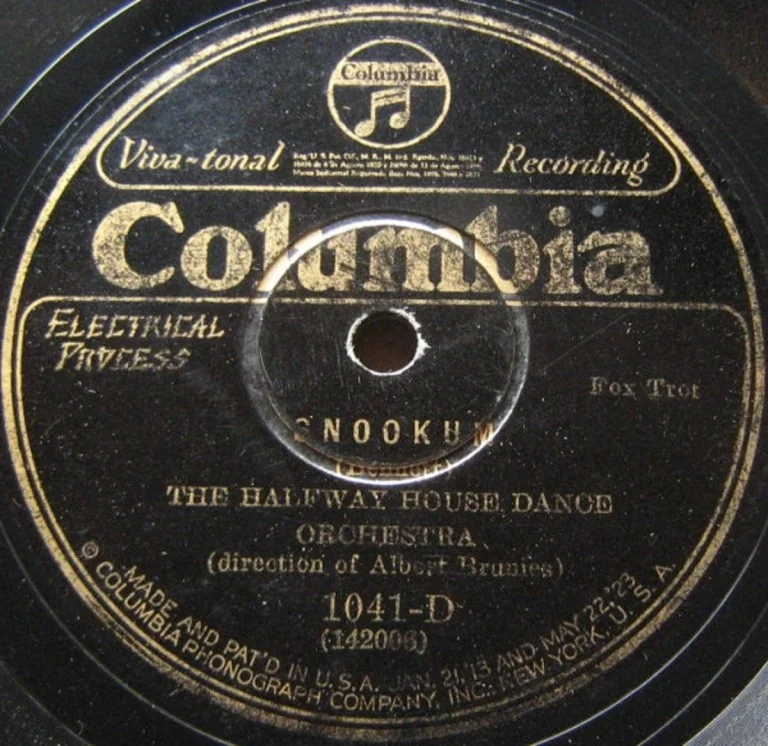 Columbia
Viva-tonal
Recording
Columbia
ELECTRICAL
PROCESS
Fox Trot
SNOOKUM
THE HALFWAY HOUSE DANCE
ORCHESTRA
(direction of Albert Brunies)
1041-D
(142006)
MADE AND PAT'D IN U.S.A. JAN. 21,'13 AND MAY 22,'23
© COLUMBIA PHONOGRAPH COMPANY, INC., NEW YORK, U.S.A.